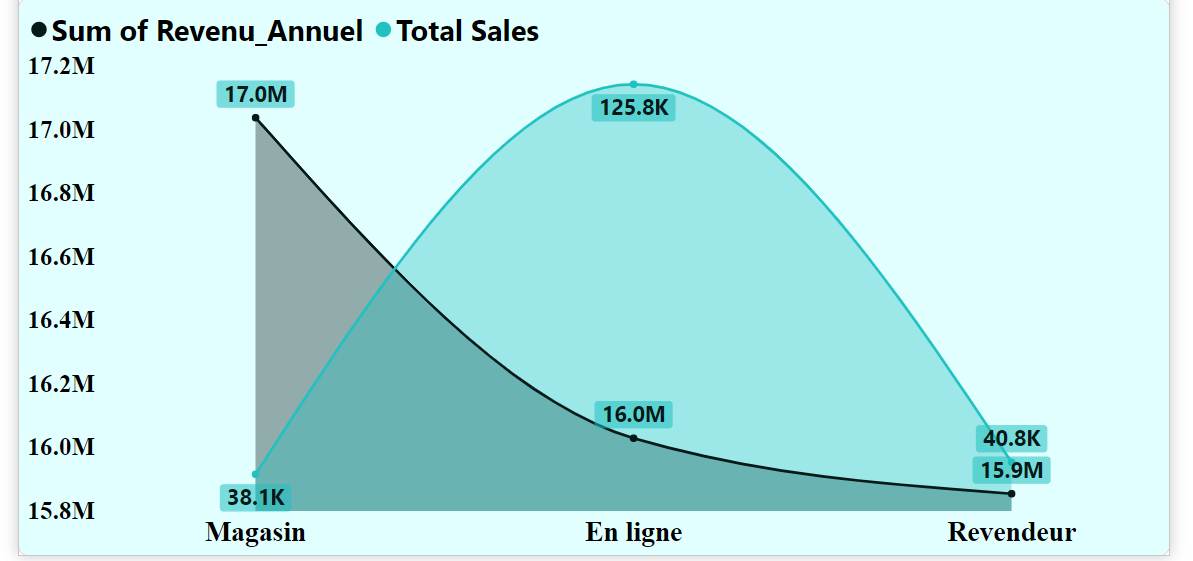 Sum of Revenu_Annuel Total Sales
17.2M
17.0M
17.0M
16.8M
16.6M
16.4M
16.2M
16.0M
15.8M
125.8K
16.0M
40.8K
15.9M
38.1K
Magasin En ligne Revendeur